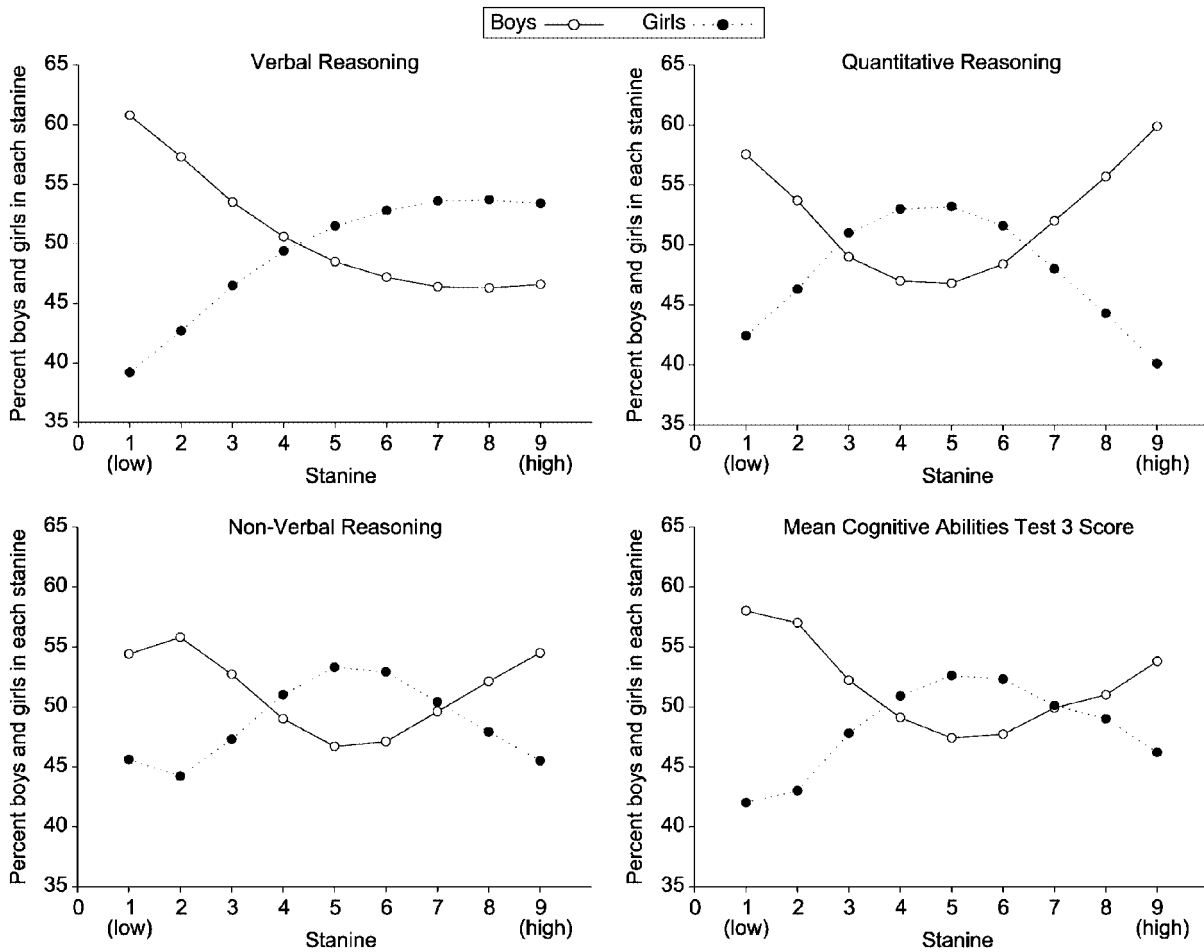 Boys Girls
Verbal Reasoning
Percent boys and girls in each stanine
65
60
55
50
45
40
35
0 1 2 3 4 5 6 7 8 9
(low) (high)
Stanine
Quantitative Reasoning
Percent boys and girls in each stanine
65
60
55
50
45
40
35
0 1 2 3 4 5 6 7 8 9
(low) (high)
Stanine
Non-Verbal Reasoning
Percent boys and girls in each stanine
65
60
55
50
45
40
35
0 1 2 3 4 5 6 7 8 9
(low) (high)
Stanine
Mean Cognitive Abilities Test 3 Score
Percent boys and girls in each stanine
65
60
55
50
45
40
35
0 1 2 3 4 5 6 7 8 9
(low) (high)
Stanine